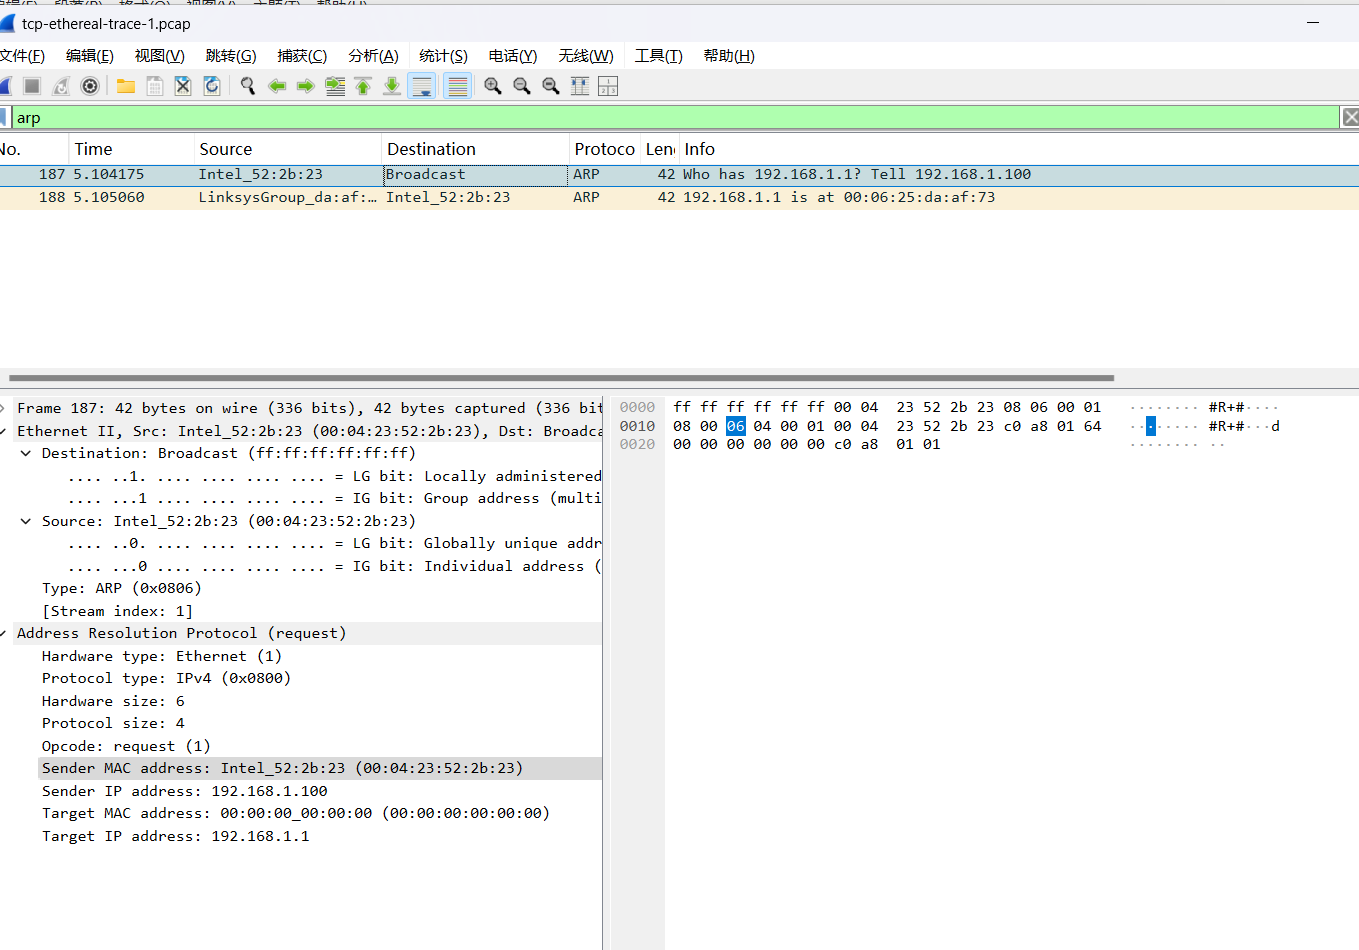 tcp-ethereal-trace-1.pcap
文件(F) 编辑(E) 视图(V) 跳转(G) 捕获(C) 分析(A) 统计(S) 电话(Y) 无线(W) 工具(T) 帮助(H)
arp
No. Time Source Destination Protoco Len Info
187 5.104175 Intel_52:2b:23 Broadcast ARP 42 Who has 192.168.1.1? Tell 192.168.1.100
188 5.105060 LinksysGroup_da:af:… Intel_52:2b:23 ARP 42 192.168.1.1 is at 00:06:25:da:af:73
Frame 187: 42 bytes on wire (336 bits), 42 bytes captured (336 bit
Ethernet II, Src: Intel_52:2b:23 (00:04:23:52:2b:23), Dst: Broadca
Destination: Broadcast (ff:ff:ff:ff:ff:ff)
.... ..1. .... .... .... .... = LG bit: Locally administered
.... ...1 .... .... .... .... = IG bit: Group address (multi
Source: Intel_52:2b:23 (00:04:23:52:2b:23)
.... ..0. .... .... .... .... = LG bit: Globally unique addr
.... ...0 .... .... .... .... = IG bit: Individual address (
Type: ARP (0x0806)
[Stream index: 1]
Address Resolution Protocol (request)
Hardware type: Ethernet (1)
Protocol type: IPv4 (0x0800)
Hardware size: 6
Protocol size: 4
Opcode: request (1)
Sender MAC address: Intel_52:2b:23 (00:04:23:52:2b:23)
Sender IP address: 192.168.1.100
Target MAC address: 00:00:00_00:00:00 (00:00:00:00:00:00)
Target IP address: 192.168.1.1
0000 ff ff ff ff ff ff 00 04 23 52 2b 23 08 06 00 01 ········ #R+#····
0010 08 00 06 04 00 01 00 04 23 52 2b 23 c0 a8 01 64 ········ #R+#···d
0020 00 00 00 00 00 00 c0 a8 01 01 ········ ··